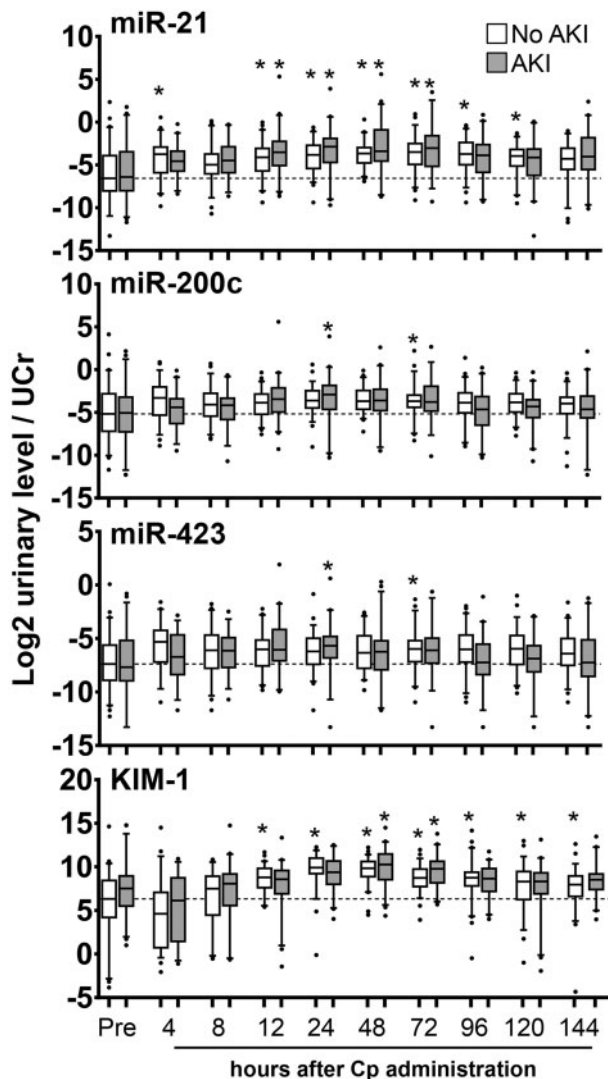 miR-21
No AKI
AKI
10
5
0
-5
-10
-15
miR-200c
10
5
0
-5
-10
-15
miR-423
5
0
-5
-10
-15
KIM-1
20
15
10
5
0
-5
Log2 urinary level / UCr
* * * * * * * * * * *
* *
* *
* * * * * * * * *
Pre 4 8 12 24 48 72 96 120 144
hours after Cp administration